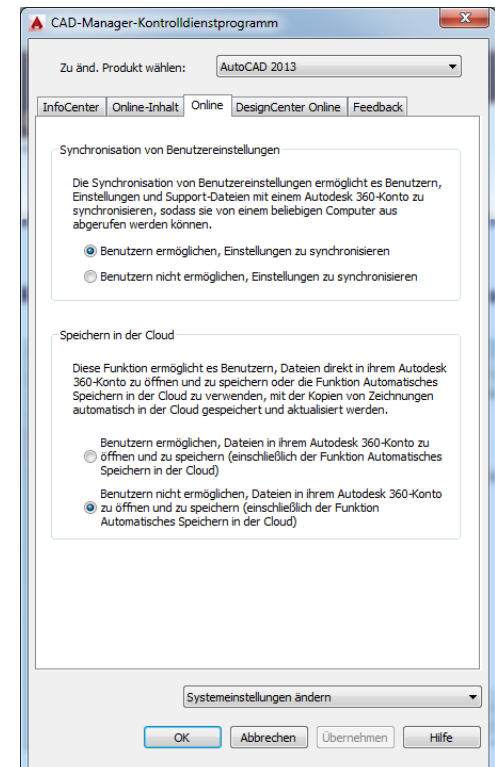 CAD-Manager-Kontrolldienstprogramm
Zu änd. Produkt wählen: AutoCAD 2013
InfoCenter Online-Inhalt Online DesignCenter Online Feedback
Synchronisation von Benutzereinstellungen
Die Synchronisation von Benutzereinstellungen ermöglicht es Benutzern,
Einstellungen und Support-Dateien mit einem Autodesk 360-Konto zu
synchronisieren, sodass sie von einem beliebigen Computer aus
abgerufen werden können.
Benutzern ermöglichen, Einstellungen zu synchronisieren
Benutzern nicht ermöglichen, Einstellungen zu synchronisieren
Speichern in der Cloud
Diese Funktion ermöglicht es Benutzern, Dateien direkt in ihrem Autodesk
360-Konto zu öffnen und zu speichern oder die Funktion Automatisches
Speichern in der Cloud zu verwenden, mit der Kopien von Zeichnungen
automatisch in der Cloud gespeichert und aktualisiert werden.
Benutzern ermöglichen, Dateien in ihrem Autodesk 360-Konto zu
öffnen und zu speichern (einschließlich der Funktion Automatisches
Speichern in der Cloud)
Benutzern nicht ermöglichen, Dateien in ihrem Autodesk 360-Konto
zu öffnen und zu speichern (einschließlich der Funktion
Automatisches Speichern in der Cloud)
Systemeinstellungen ändern
OK Abbrechen Übernehmen Hilfe